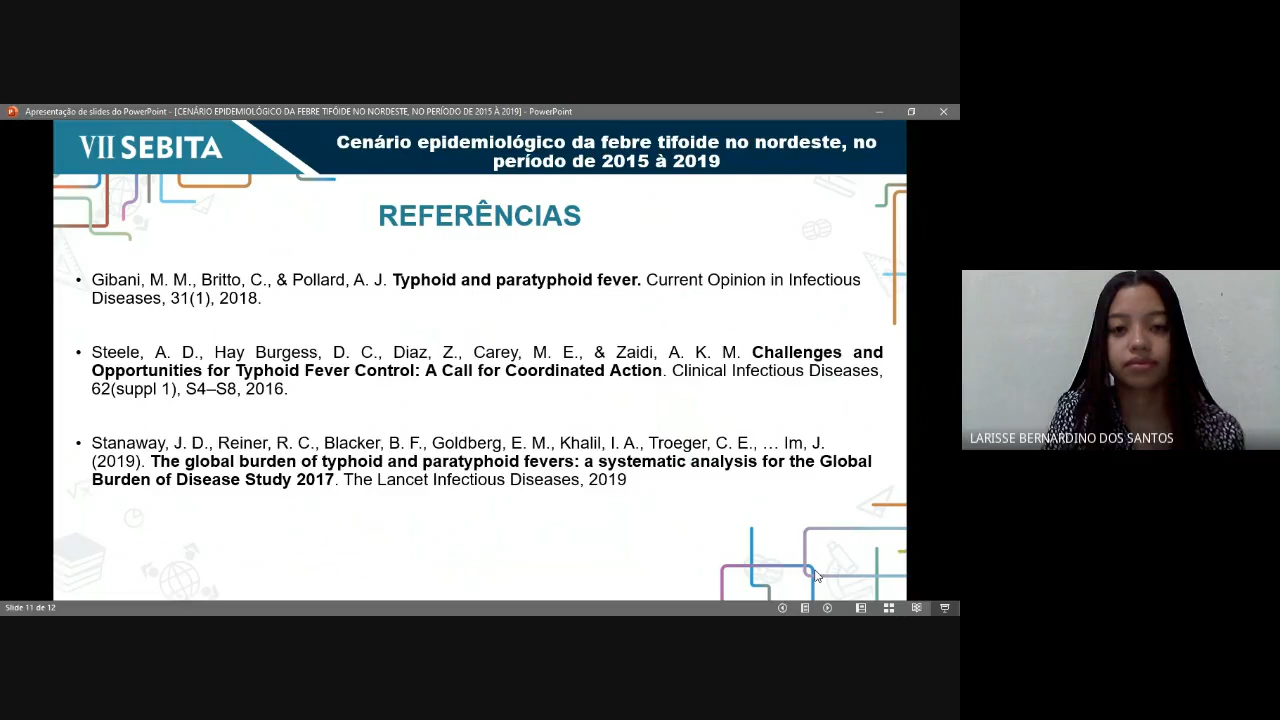 Apresentação de slides do PowerPoint - [CENÁRIO EPIDEMIOLÓGICO DA FEBRE TIFÓIDE NO NORDESTE, NO PERÍODO DE 2015 À 2019] - PowerPoint
VII SEBITA
Cenário epidemiológico da febre tifoide no nordeste, no
período de 2015 à 2019
REFERÊNCIAS
• Gibani, M. M., Britto, C., & Pollard, A. J. Typhoid and paratyphoid fever. Current Opinion in Infectious
Diseases, 31(1), 2018.
• Steele, A. D., Hay Burgess, D. C., Diaz, Z., Carey, M. E., & Zaidi, A. K. M. Challenges and
Opportunities for Typhoid Fever Control: A Call for Coordinated Action. Clinical Infectious Diseases,
62(suppl 1), S4–S8, 2016.
• Stanaway, J. D., Reiner, R. C., Blacker, B. F., Goldberg, E. M., Khalil, I. A., Troeger, C. E., … Im, J.
(2019). The global burden of typhoid and paratyphoid fevers: a systematic analysis for the Global
Burden of Disease Study 2017. The Lancet Infectious Diseases, 2019
LARISSE BERNARDINO DOS SANTOS
Slide 11 de 12